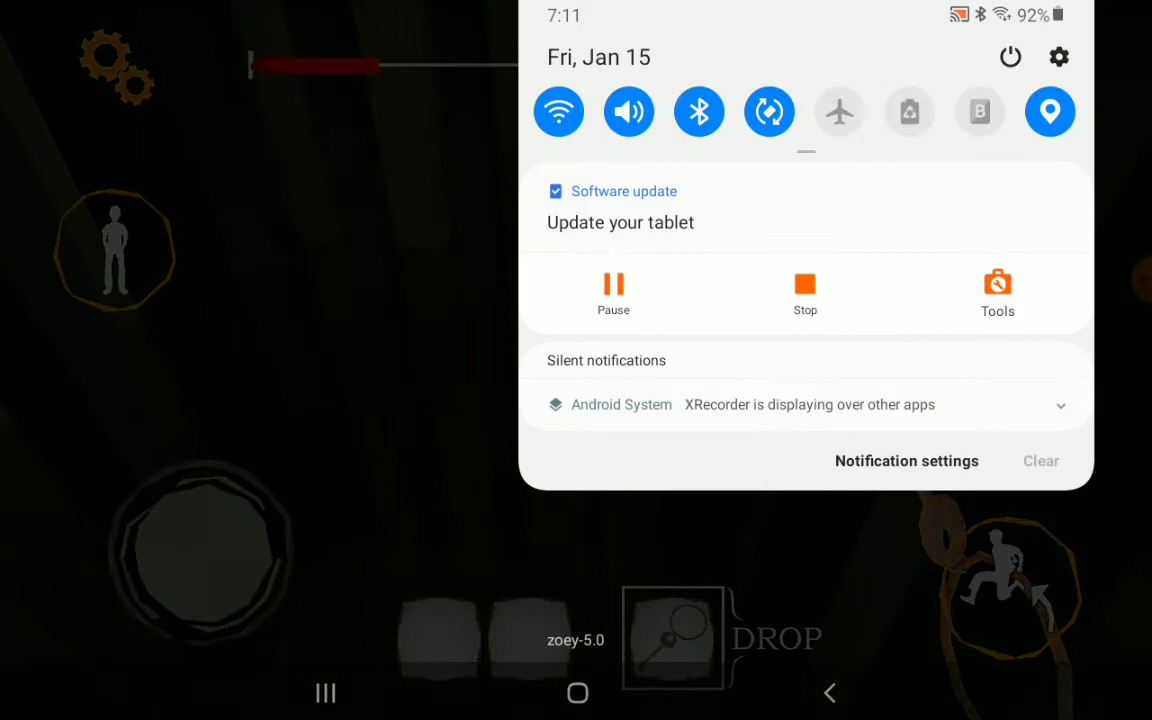 7:11
92%
Fri, Jan 15
B
Software update
Update your tablet
Pause
Stop
Tools
Silent notifications
Android System XRecorder is displaying over other apps
Notification settings
Clear
zoey-5.0
DROP